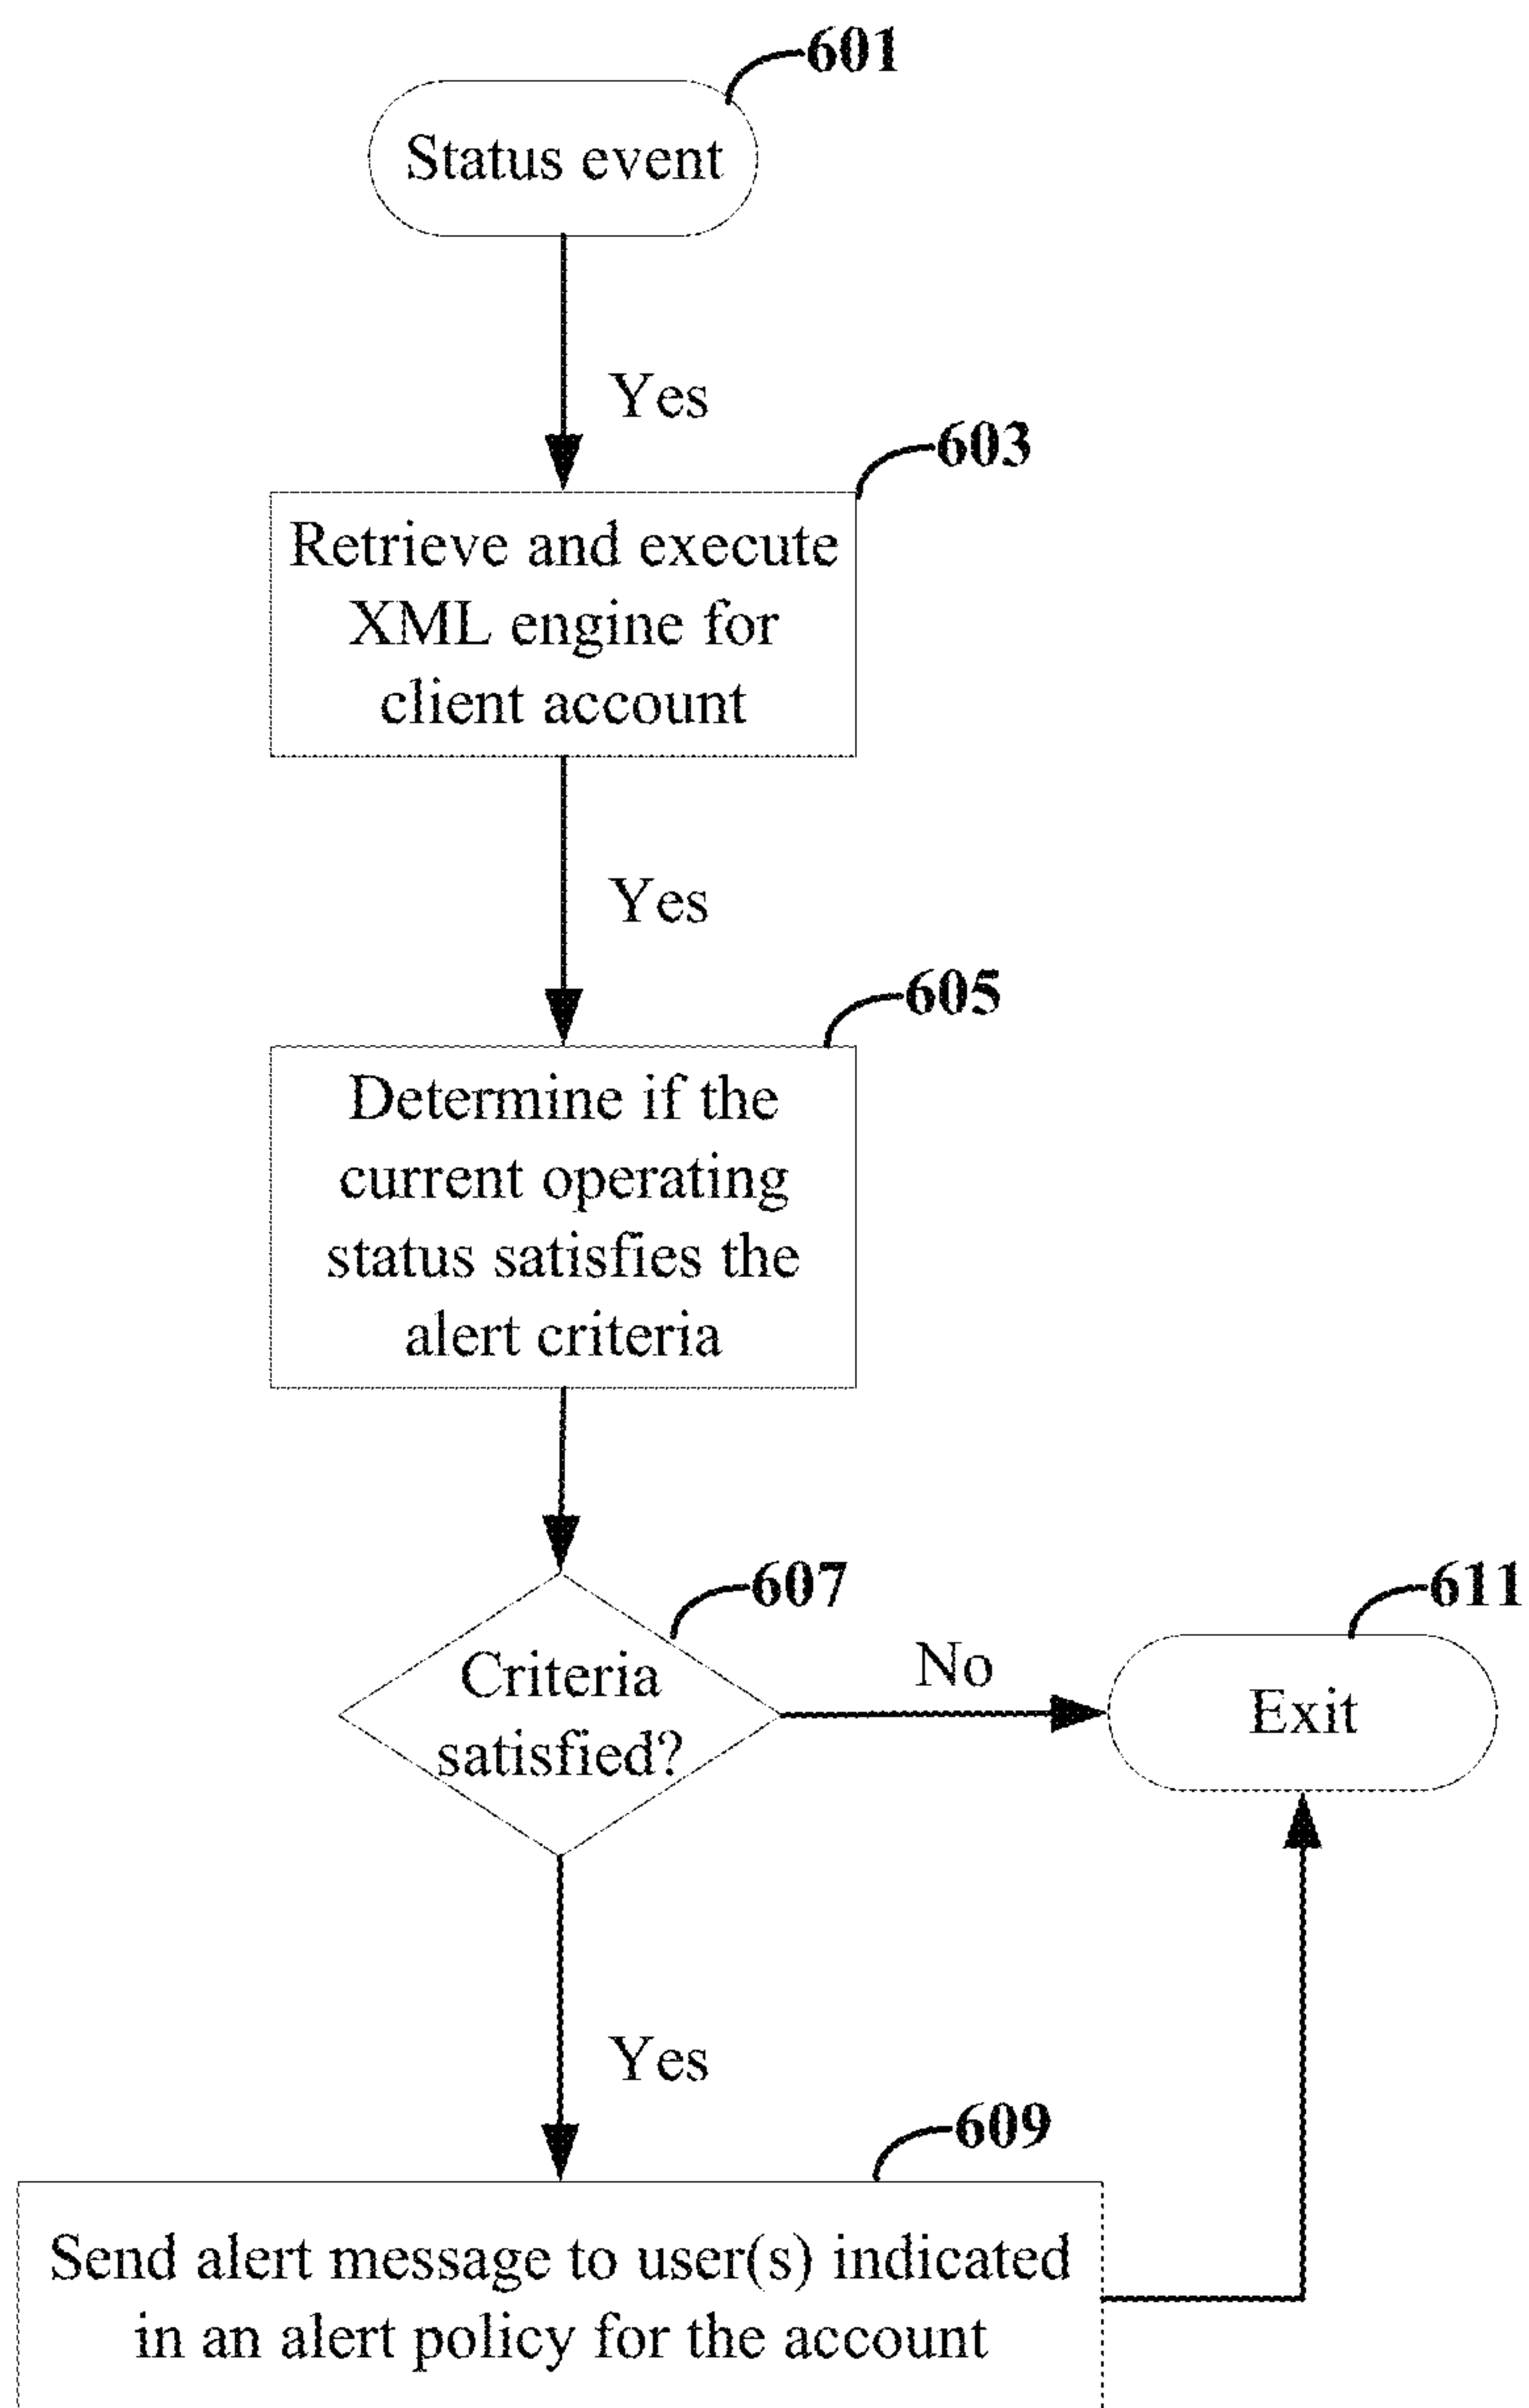 601
Status event
Yes
603
Retrieve and execute
XML engine for
client account
Yes
605
Determine if the
current operating
status satisfies the
alert criteria
607
Criteria
satisfied?
No
611
Exit
Yes
609
Send alert message to user(s) indicated
in an alert policy for the account